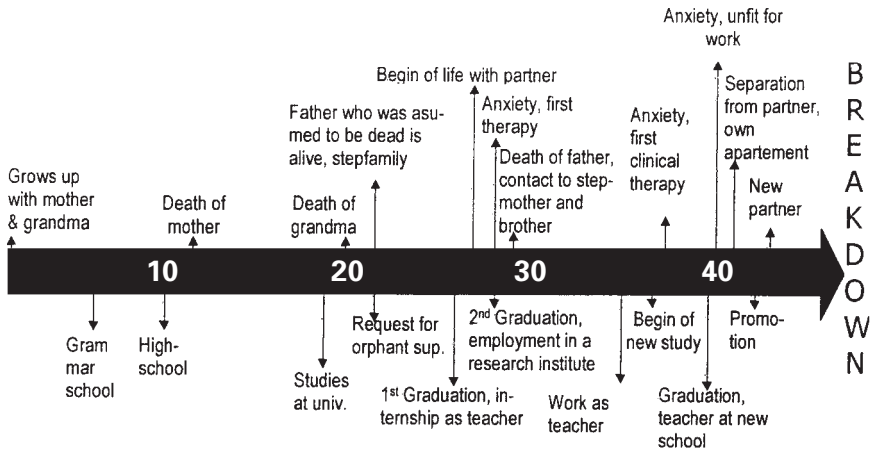 Anxiety, unfit for
work
Begin of life with partner
Father who was asu-
med to be dead is
alive, stepfamily
Anxiety, first
therapy
Death of father,
contact to step-
mother and
brother
Anxiety,
first
clinical
therapy
Separation
from partner,
own
apartement
New
partner
Grows up
with mother
& grandma
Death of
mother
Death of
grandma
10
20
30
40
Gram
mar
school
High-
school
Studies
at univ.
Request for
orphant sup.
1st Graduation, in-
ternship as teacher
2nd Graduation,
employment in a
research institute
Work as
teacher
Begin of
new study
Graduation,
teacher at new
school
Promo-
tion
B
R
E
A
K
D
O
W
N